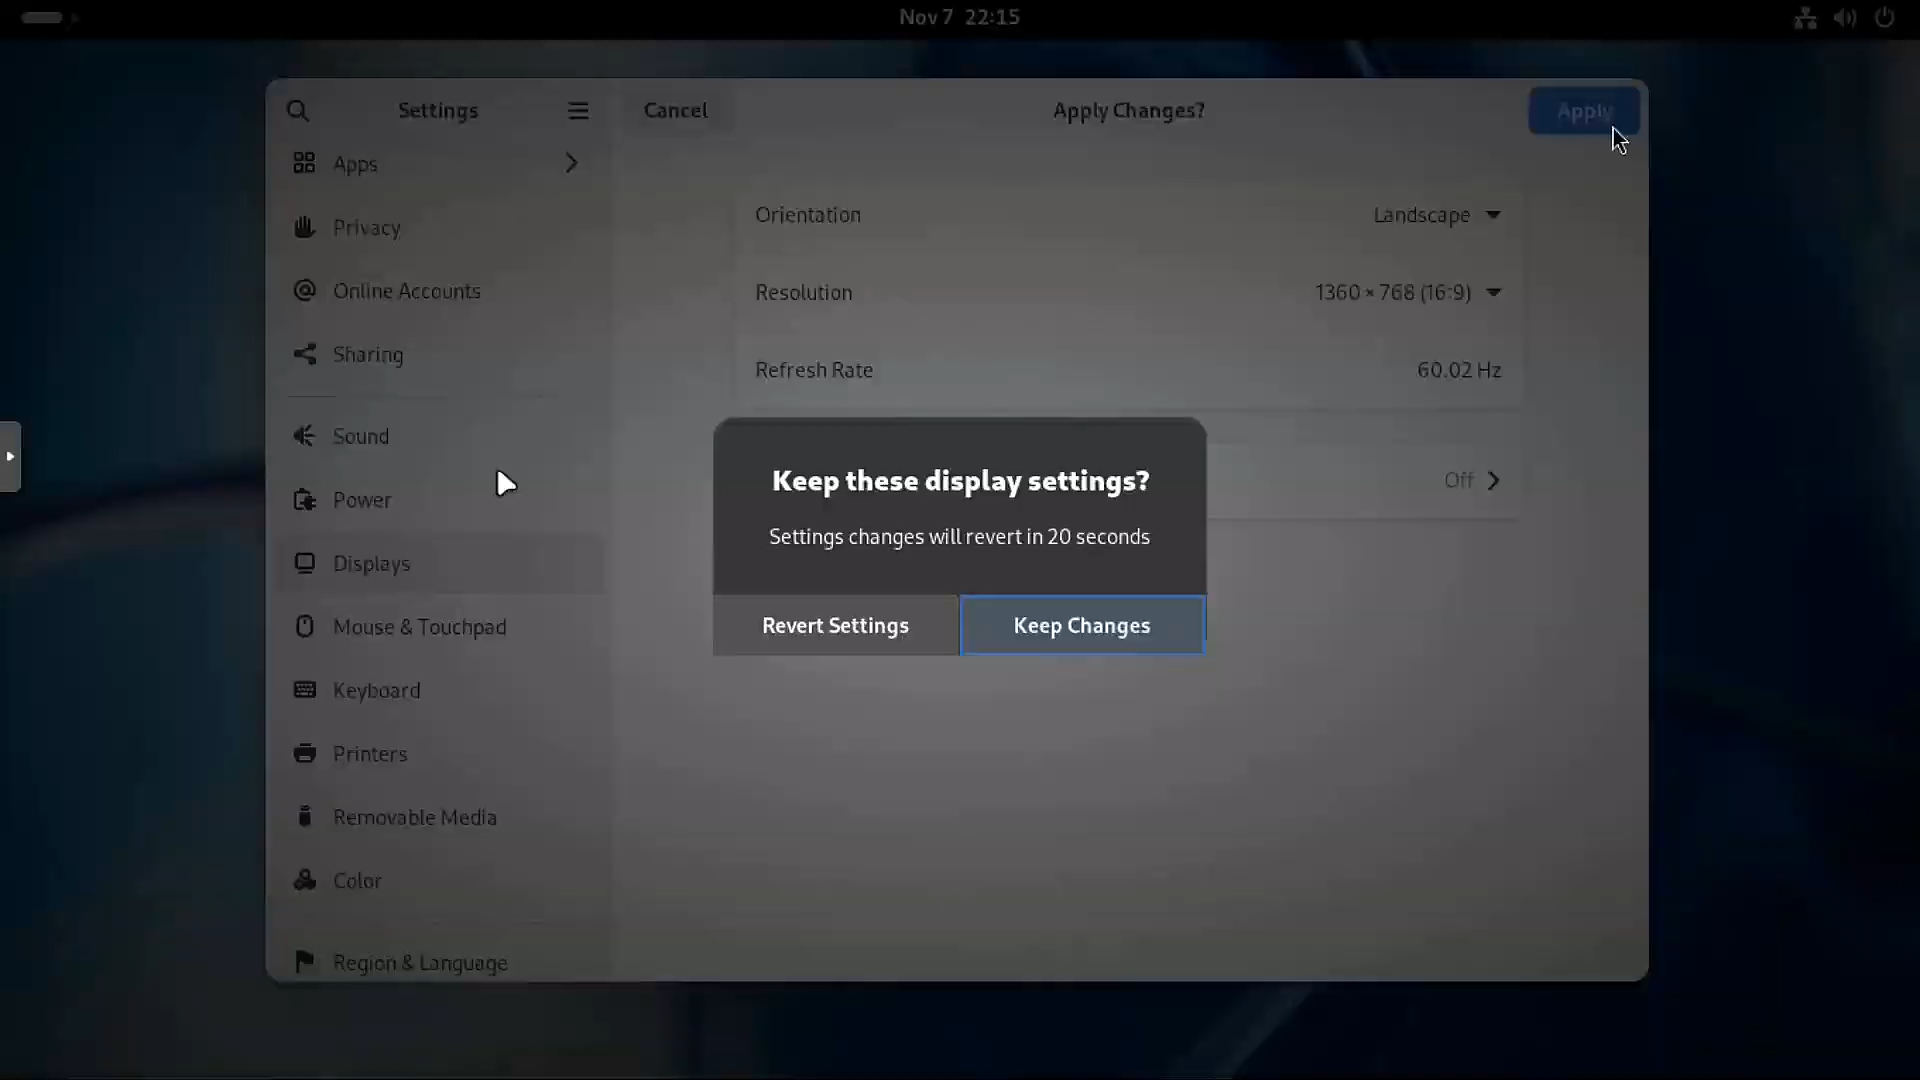 Nov 7 22:15
Settings
Cancel
Apply Changes?
Apply
Apps
Privacy
Online Accounts
Sharing
Sound
Power
Displays
Mouse & Touchpad
Keyboard
Printers
Removable Media
Color
Region & Language
Orientation
Landscape
Resolution
1360 × 768 (16:9)
Refresh Rate
60.02 Hz
Off
Keep these display settings?
Settings changes will revert in 20 seconds
Revert Settings
Keep Changes